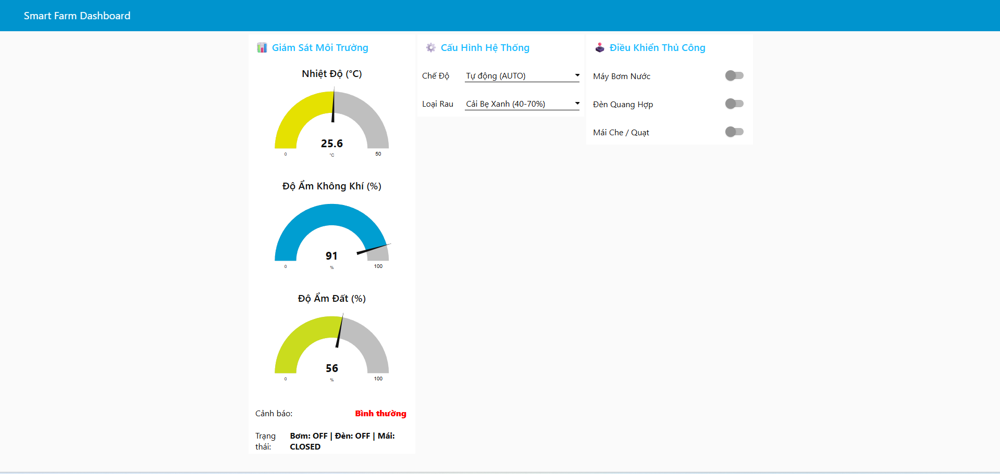 Smart Farm Dashboard
Giám Sát Môi Trường
Nhiệt Độ (°C)
25.6
0
°C
50
Độ Ẩm Không Khí (%)
91
0
%
100
Độ Ẩm Đất (%)
56
0
%
100
Cảnh báo:
Bình thường
Trạng thái:
Bơm: OFF | Đèn: OFF | Mái:
CLOSED
Cấu Hình Hệ Thống
Chế Độ
Tự động (AUTO)
Loại Rau
Cải Bẹ Xanh (40-70%)
Điều Khiển Thủ Công
Máy Bơm Nước
Đèn Quang Hợp
Mái Che / Quạt